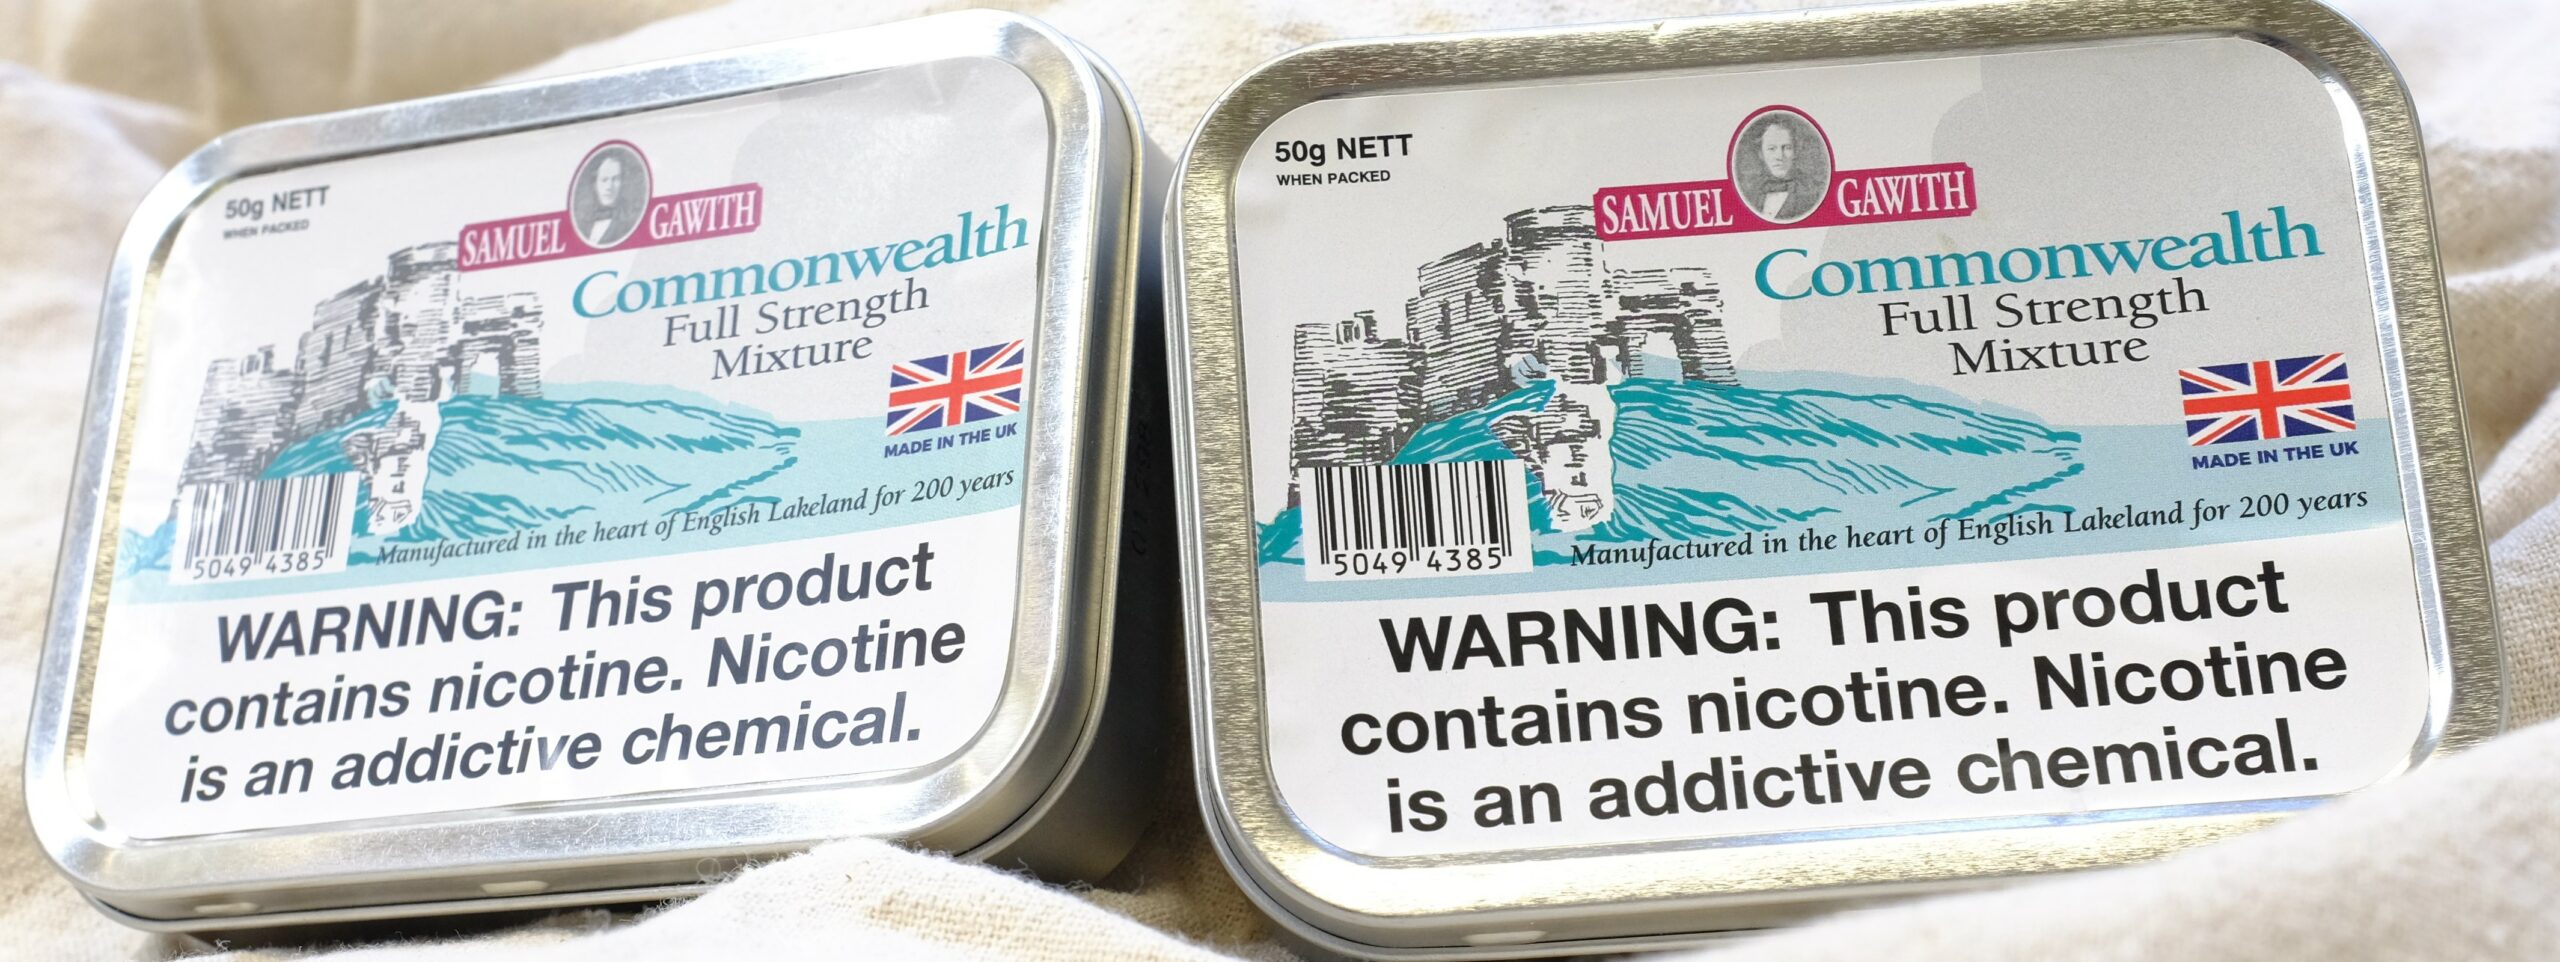 50g NETT
WHEN PACKED
SAMUEL GAWITH
Commonwealth
Full Strength
Mixture
MADE IN THE UK
Manufactured in the heart of English Lakeland for 200 years
5049 4385
WARNING: This product
contains nicotine. Nicotine
is an addictive chemical.
50g NETT
WHEN PACKED
SAMUEL GAWITH
Commonwealth
Full Strength
Mixture
MADE IN THE UK
Manufactured in the heart of English Lakeland for 200 years
5049 4385
WARNING: This product
contains nicotine. Nicotine
is an addictive chemical.